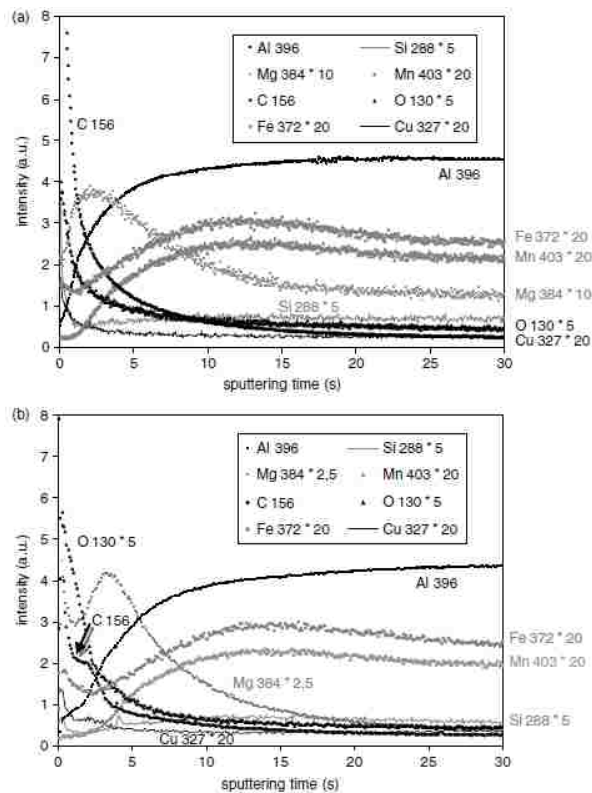 (a)
8
7
6
5
4
3
2
1
0
intensity (a.u.)
Al 396 Si 288 * 5
Mg 384 * 10 Mn 403 * 20
C 156 O 130 * 5
Fe 372 * 20 Cu 327 * 20
C 156
Al 396
Fe 372 * 20
Mn 403 * 20
Mg 384 * 10
Si 288 * 5
O 130 * 5
Cu 327 * 20
0 5 10 15 20 25 30
sputtering time (s)
(b)
8
7
6
5
4
3
2
1
0
intensity (a.u.)
Al 396 Si 288 * 5
Mg 384 * 2,5 Mn 403 * 20
C 156 O 130 * 5
Fe 372 * 20 Cu 327 * 20
O 130 * 5
C 156
Al 396
Fe 372 * 20
Mn 403 * 20
Mg 384 * 2,5
Si 288 * 5
Cu 327 * 20
0 5 10 15 20 25 30
sputtering time (s)